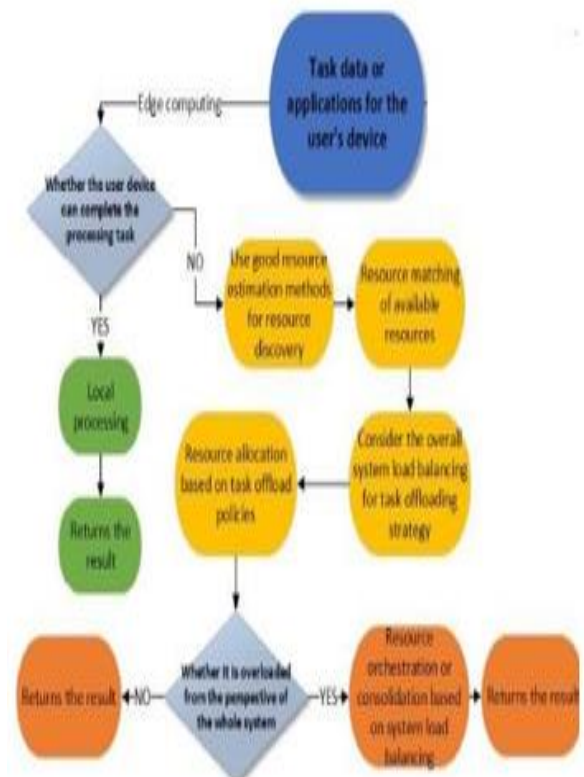 Task data or
applications for the
user's device
Edge computing
Whether the user device
can complete the
processing task
NO
Use good resource
estimation methods
for resource
discovery
Resource matching
of available
resources
YES
Local
processing
Resource allocation
based on task offload
policies
Consider the overall
system load balancing
for task offloading
strategy
Returns the
result
Whether it is overloaded
from the perspective of
the whole system
Returns the result
NO
YES
Resource
orchestration or
consolidation based
on system load
balancing
Returns the result